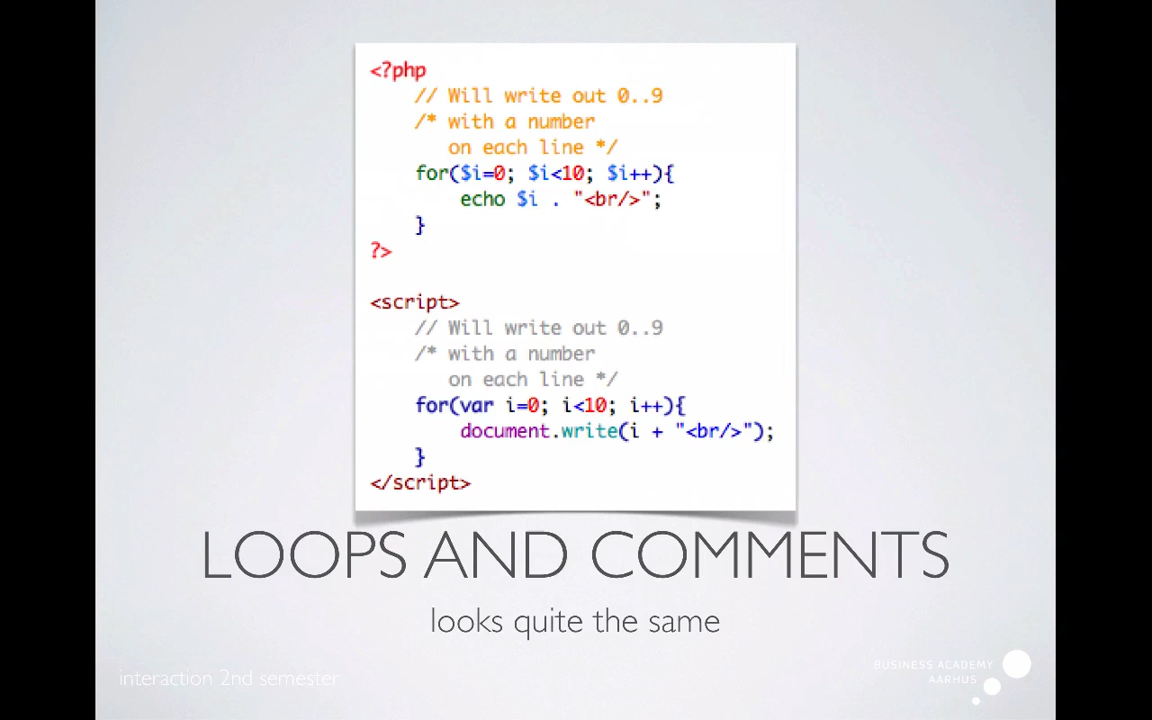 <?php
    // Will write out 0..9
    /* with a number
       on each line */
    for($i=0; $i<10; $i++){
        echo $i . "<br/>";
    }
?>

<script>
    // Will write out 0..9
    /* with a number
       on each line */
    for(var i=0; i<10; i++){
        document.write(i + "<br/>");
    }
</script>
LOOPS AND COMMENTS
looks quite the same
interaction 2nd semester
BUSINESS ACADEMY
AARHUS